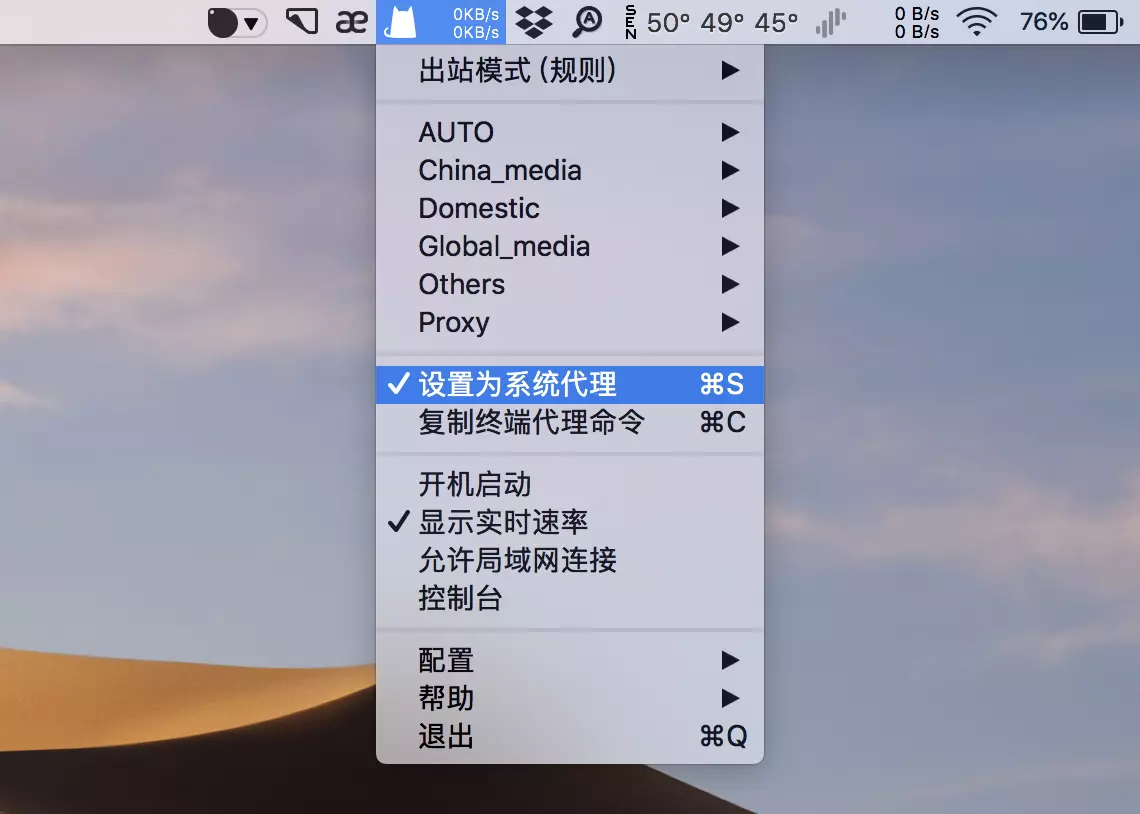 æ 0KB/s 50° 49° 45° 0 B/s 76%
0KB/s SEN 0 B/s
出站模式 (规则)
AUTO
China_media
Domestic
Global_media
Others
Proxy
设置为系统代理 ⌘S
复制终端代理命令 ⌘C
开机启动
显示实时速率
允许局域网连接
控制台
配置
帮助
退出 ⌘Q